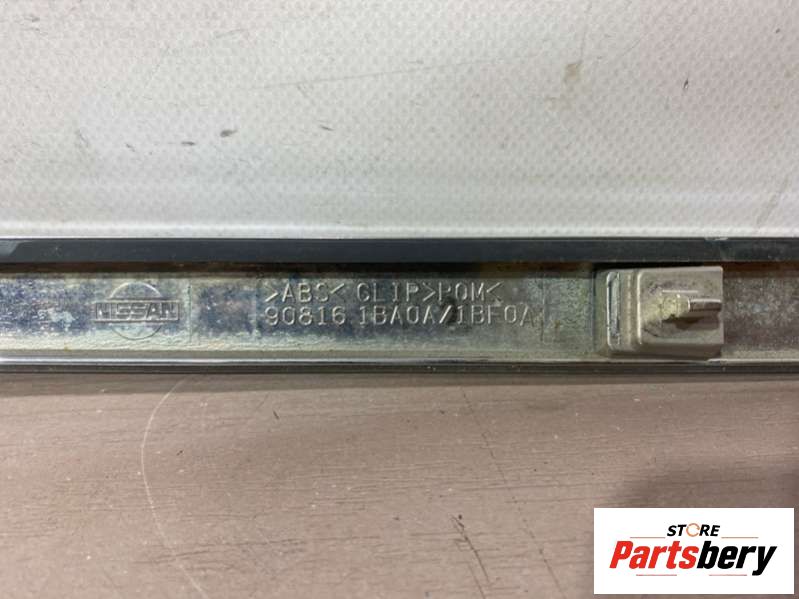 NISSAN
>ABS< CLIP>POM<
90816 1BA0A/1BF0A
STORE
Partsbery